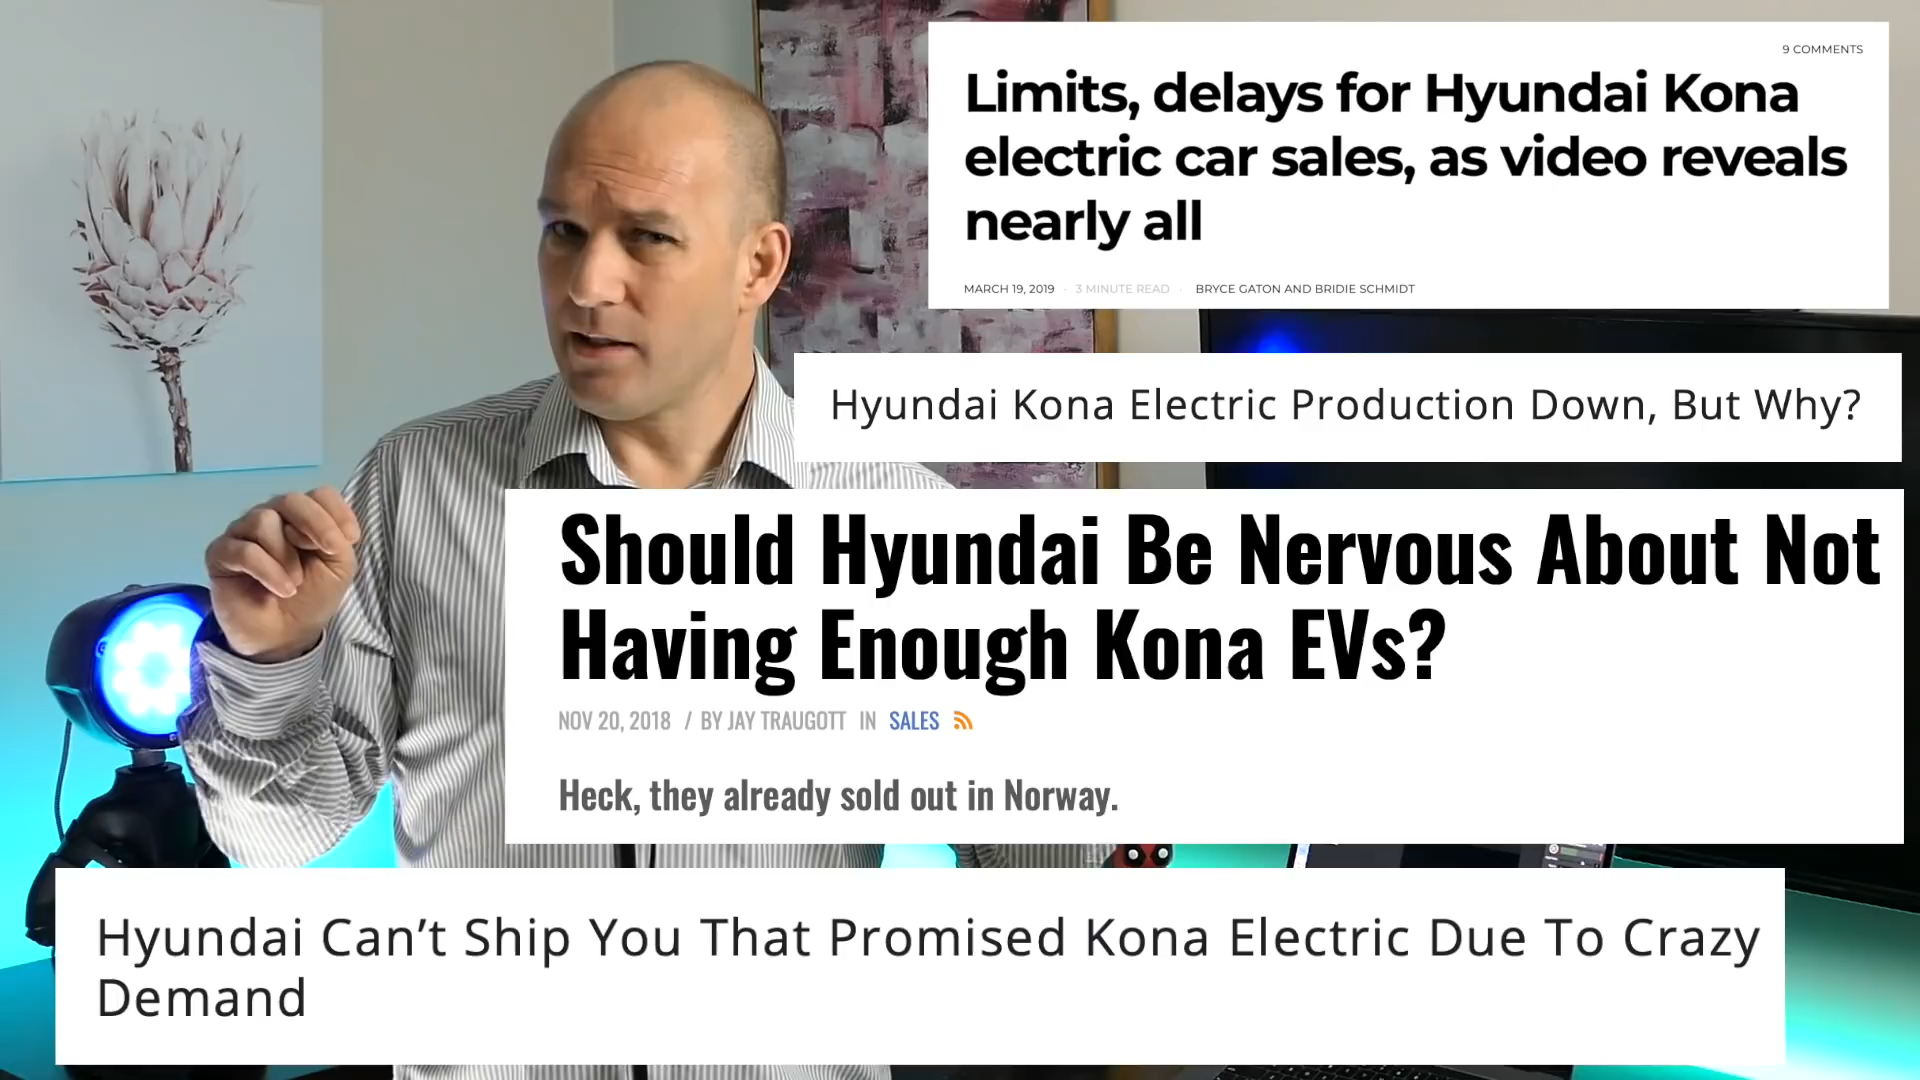 9 COMMENTS
Limits, delays for Hyundai Kona
electric car sales, as video reveals
nearly all
MARCH 19, 2019 · 3 MINUTE READ · BRYCE GATON AND BRIDIE SCHMIDT
Hyundai Kona Electric Production Down, But Why?
Should Hyundai Be Nervous About Not
Having Enough Kona EVs?
NOV 20, 2018 / BY JAY TRAUGOTT IN SALES
Heck, they already sold out in Norway.
Hyundai Can’t Ship You That Promised Kona Electric Due To Crazy
Demand